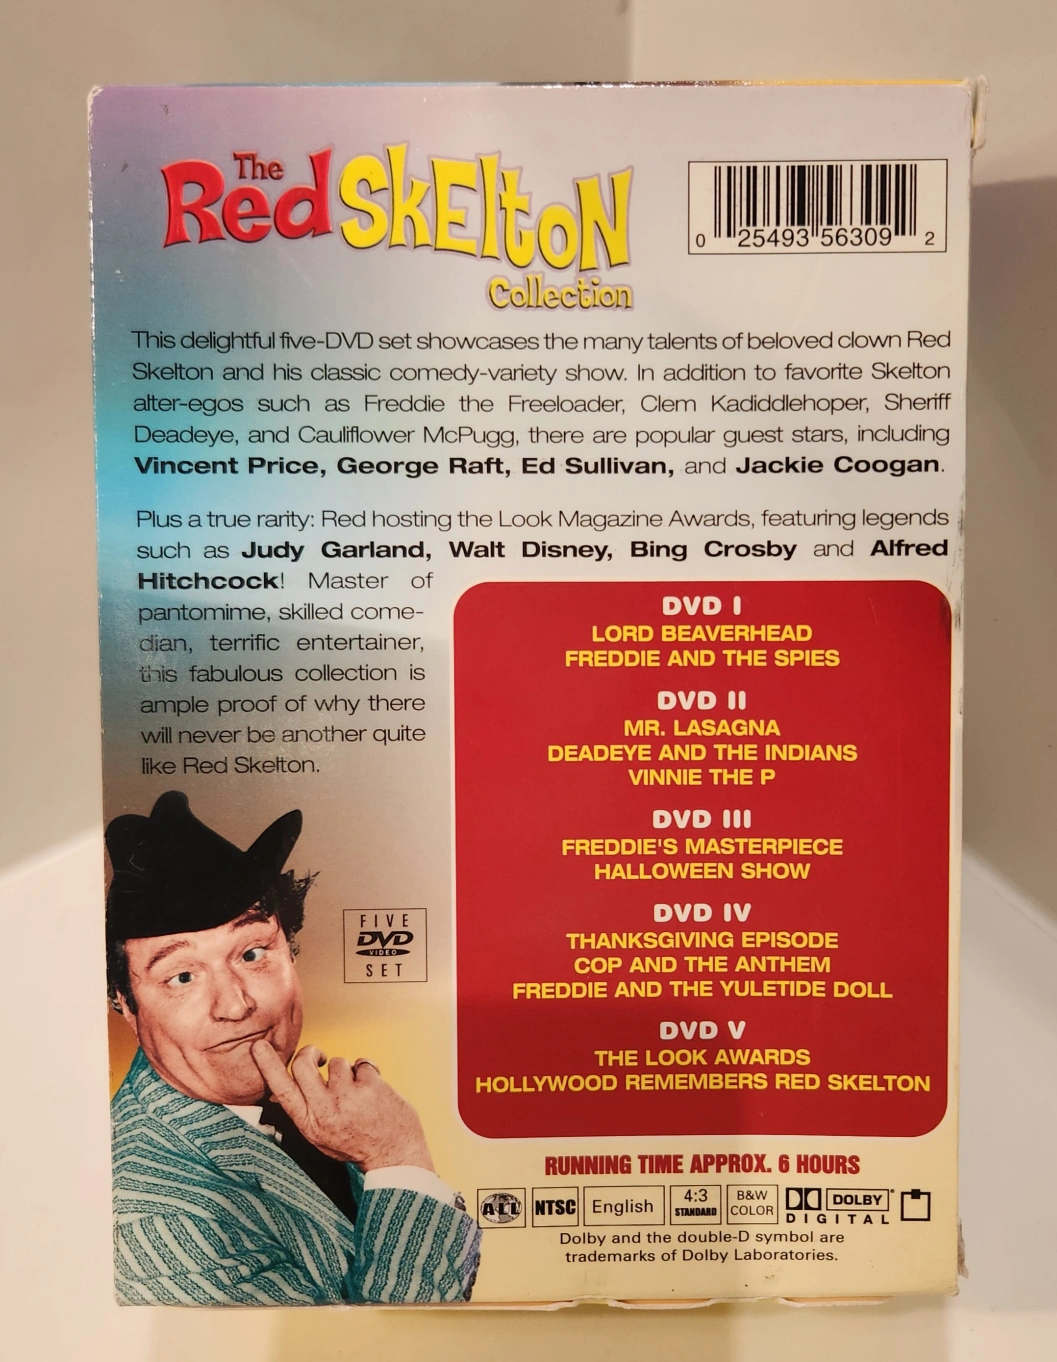 The
Red Skelton
Collection
0 25493 56309 2
This delightful five-DVD set showcases the many talents of beloved clown Red
Skelton and his classic comedy-variety show. In addition to favorite Skelton
alter-egos such as Freddie the Freeloader, Clem Kadiddlehoper, Sheriff
Deadeye, and Cauliflower McPugg, there are popular guest stars, including
Vincent Price, George Raft, Ed Sullivan, and Jackie Coogan.
Plus a true rarity: Red hosting the Look Magazine Awards, featuring legends
such as Judy Garland, Walt Disney, Bing Crosby and Alfred
Hitchcock! Master of
pantomime, skilled come-
dian, terrific entertainer,
this fabulous collection is
ample proof of why there
will never be another quite
like Red Skelton.
DVD I
LORD BEAVERHEAD
FREDDIE AND THE SPIES
DVD II
MR. LASAGNA
DEADEYE AND THE INDIANS
VINNIE THE P
DVD III
FREDDIE'S MASTERPIECE
HALLOWEEN SHOW
DVD IV
THANKSGIVING EPISODE
COP AND THE ANTHEM
FREDDIE AND THE YULETIDE DOLL
DVD V
THE LOOK AWARDS
HOLLYWOOD REMEMBERS RED SKELTON
FIVE
DVD
VIDEO
SET
RUNNING TIME APPROX. 6 HOURS
ALL
NTSC
English
4:3
STANDARD
B&W
COLOR
DOLBY
DIGITAL
Dolby and the double-D symbol are
trademarks of Dolby Laboratories.